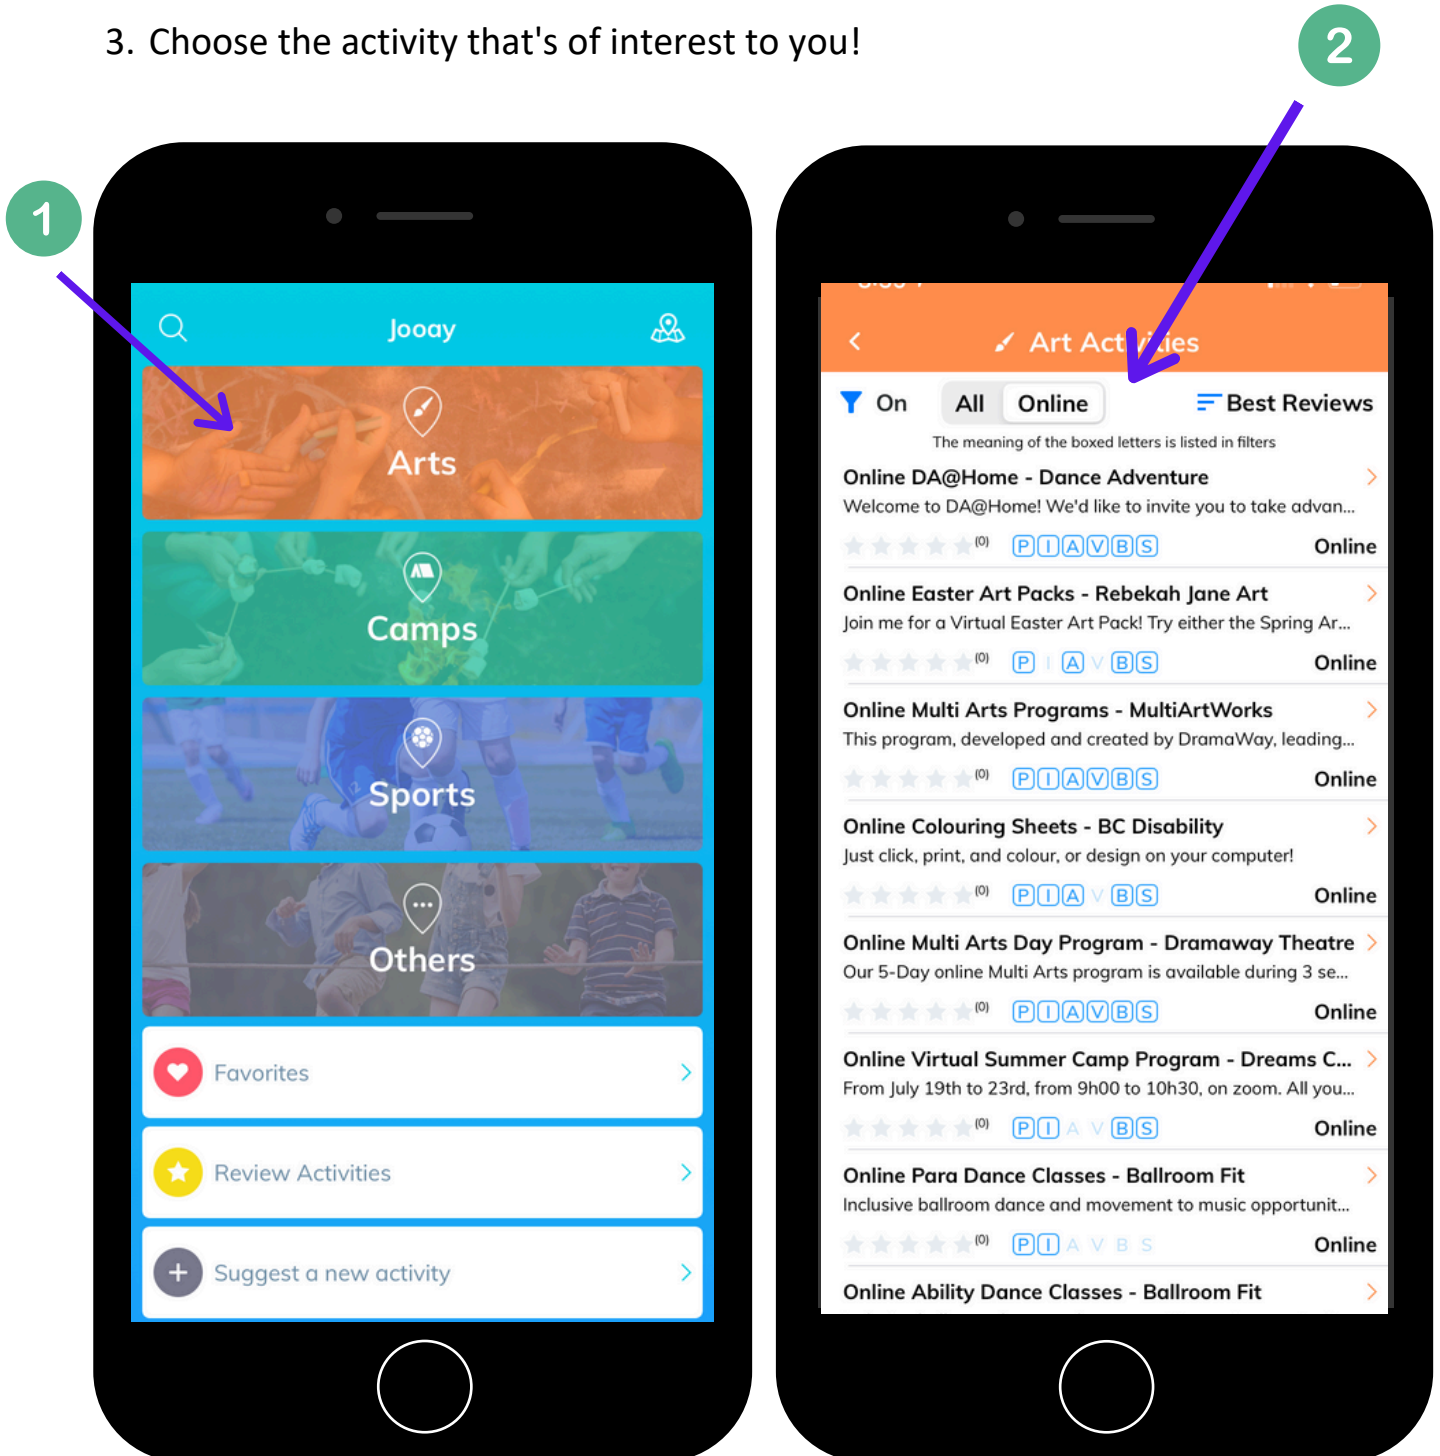 3. Choose the activity that's of interest to you!
2
1
Jooay
Arts
Camps
Sports
Others
Favorites
Review Activities
Suggest a new activity
Art Activities
On All Online Best Reviews
The meaning of the boxed letters is listed in filters
Online DA@Home - Dance Adventure
Welcome to DA@Home! We'd like to invite you to take advan...
(0) P I A V B S Online
Online Easter Art Packs - Rebekah Jane Art
Join me for a Virtual Easter Art Pack! Try either the Spring Ar...
(0) P I A V B S Online
Online Multi Arts Programs - MultiArtWorks
This program, developed and created by DramaWay, leading...
(0) P I A V B S Online
Online Colouring Sheets - BC Disability
Just click, print, and colour, or design on your computer!
(0) P I A V B S Online
Online Multi Arts Day Program - Dramaway Theatre
Our 5-Day online Multi Arts program is available during 3 se...
(0) P I A V B S Online
Online Virtual Summer Camp Program - Dreams C...
From July 19th to 23rd, from 9h00 to 10h30, on zoom. All you...
(0) P I A V B S Online
Online Para Dance Classes - Ballroom Fit
Inclusive ballroom dance and movement to music opportunit...
(0) P I A V B S Online
Online Ability Dance Classes - Ballroom Fit